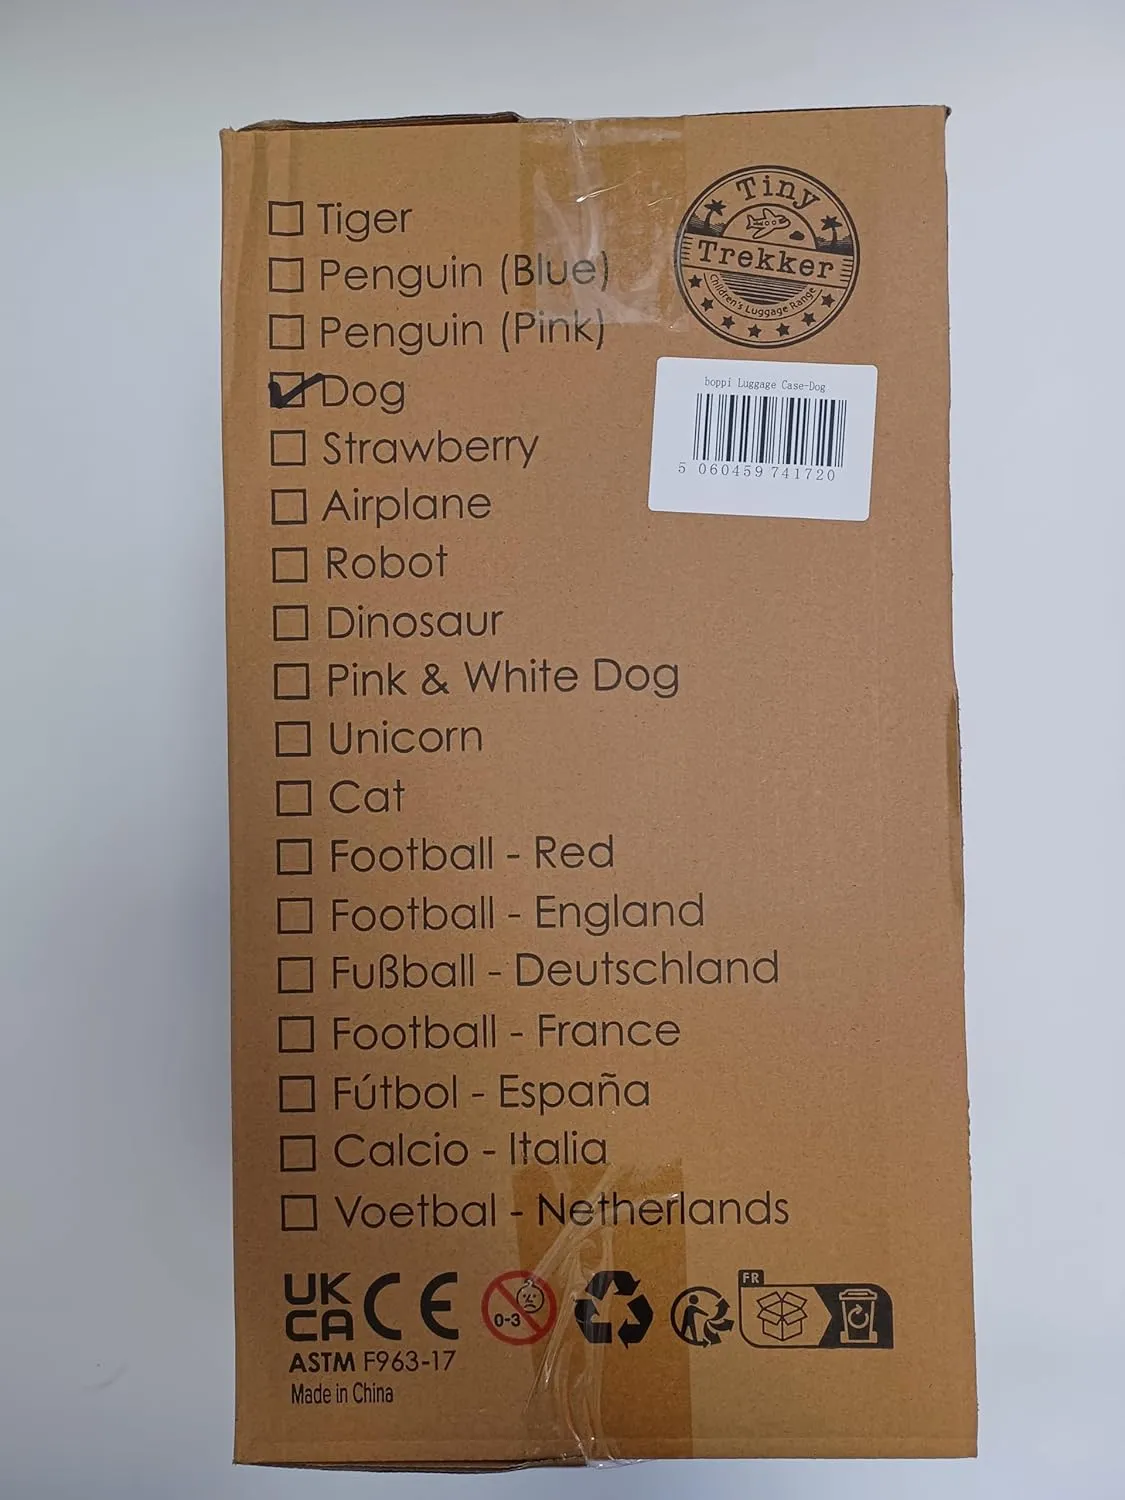 Tiny
Trekker
Children's Luggage Range
Tiger
Penguin (Blue)
Penguin (Pink)
Dog
boppi Luggage Case-Dog
5 060459 741720
Strawberry
Airplane
Robot
Dinosaur
Pink & White Dog
Unicorn
Cat
Football - Red
Football - England
Fußball - Deutschland
Football - France
Fútbol - España
Calcio - Italia
Voetbal - Netherlands
UK
CA CE
0-3
FR
ASTM F963-17
Made in China